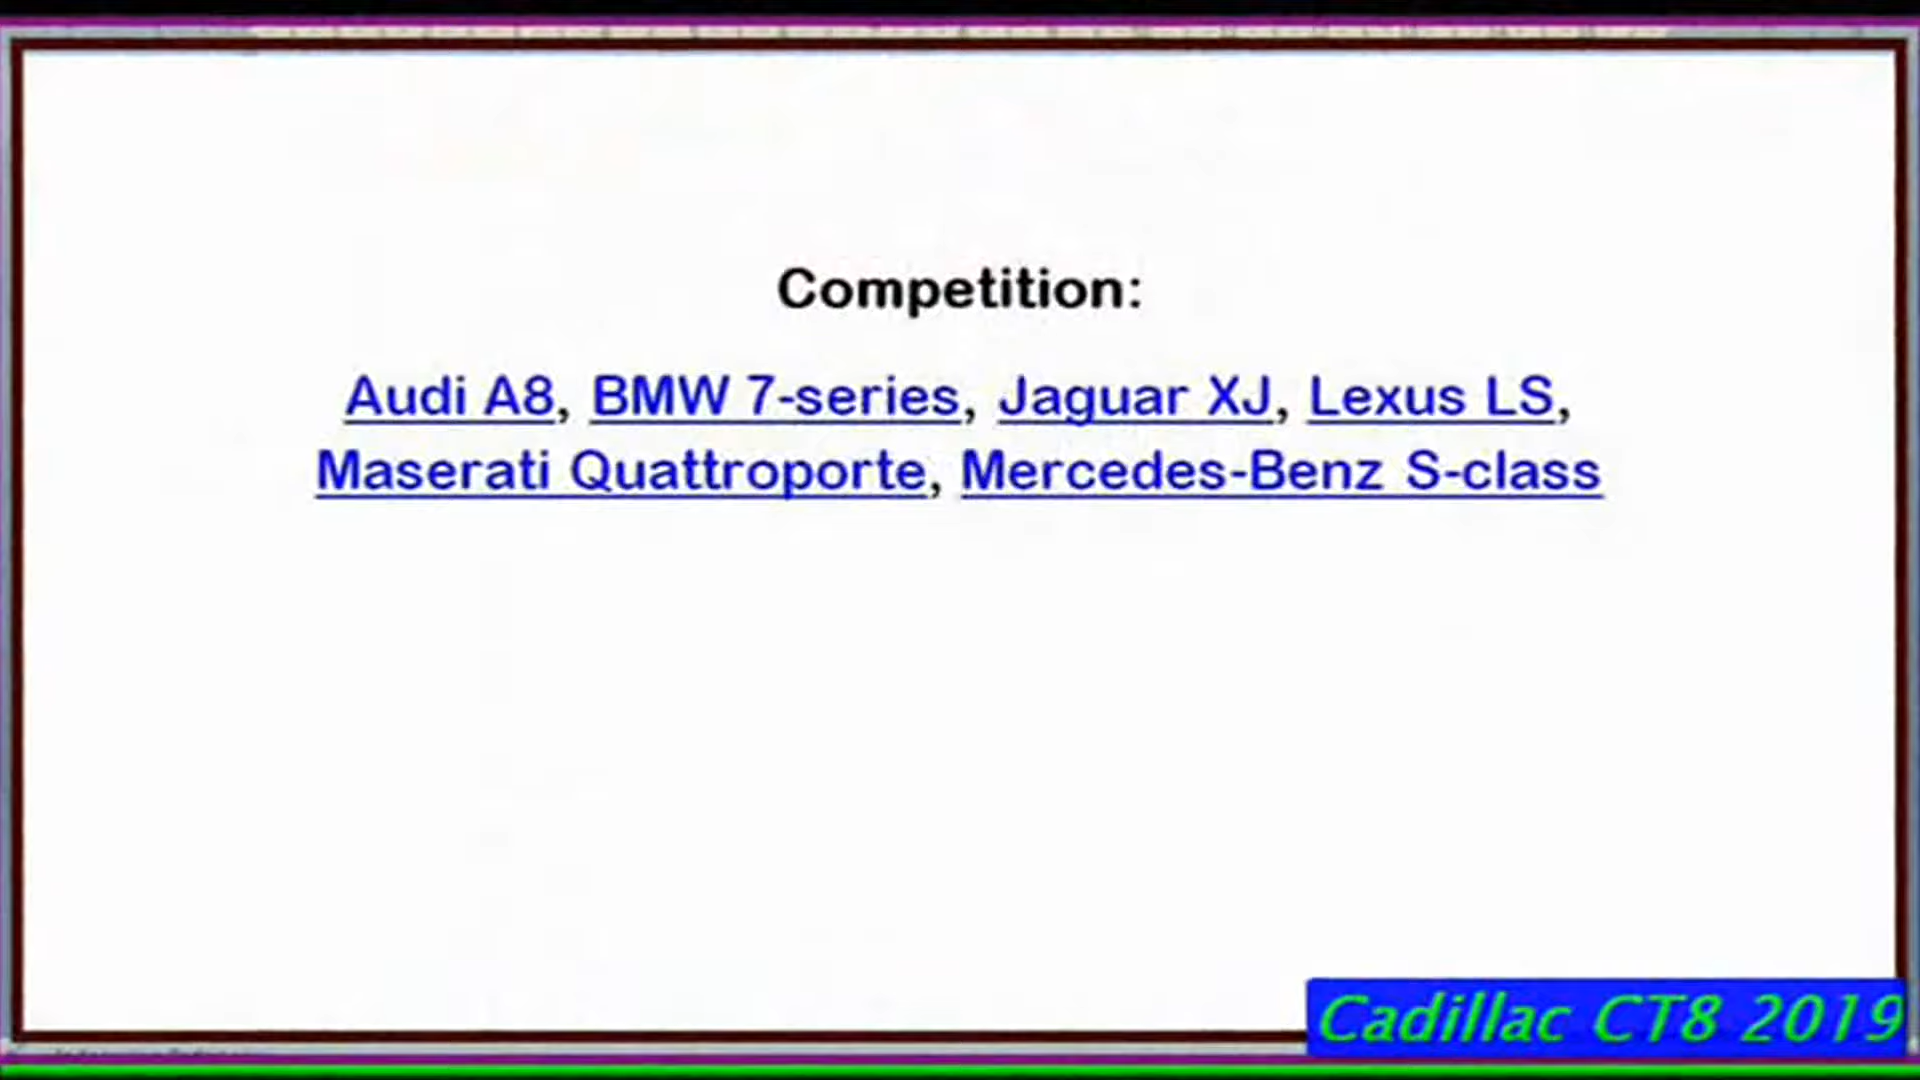 Competition:
Audi A8, BMW 7-series, Jaguar XJ, Lexus LS,
Maserati Quattroporte, Mercedes-Benz S-class
Cadillac CT8 2019